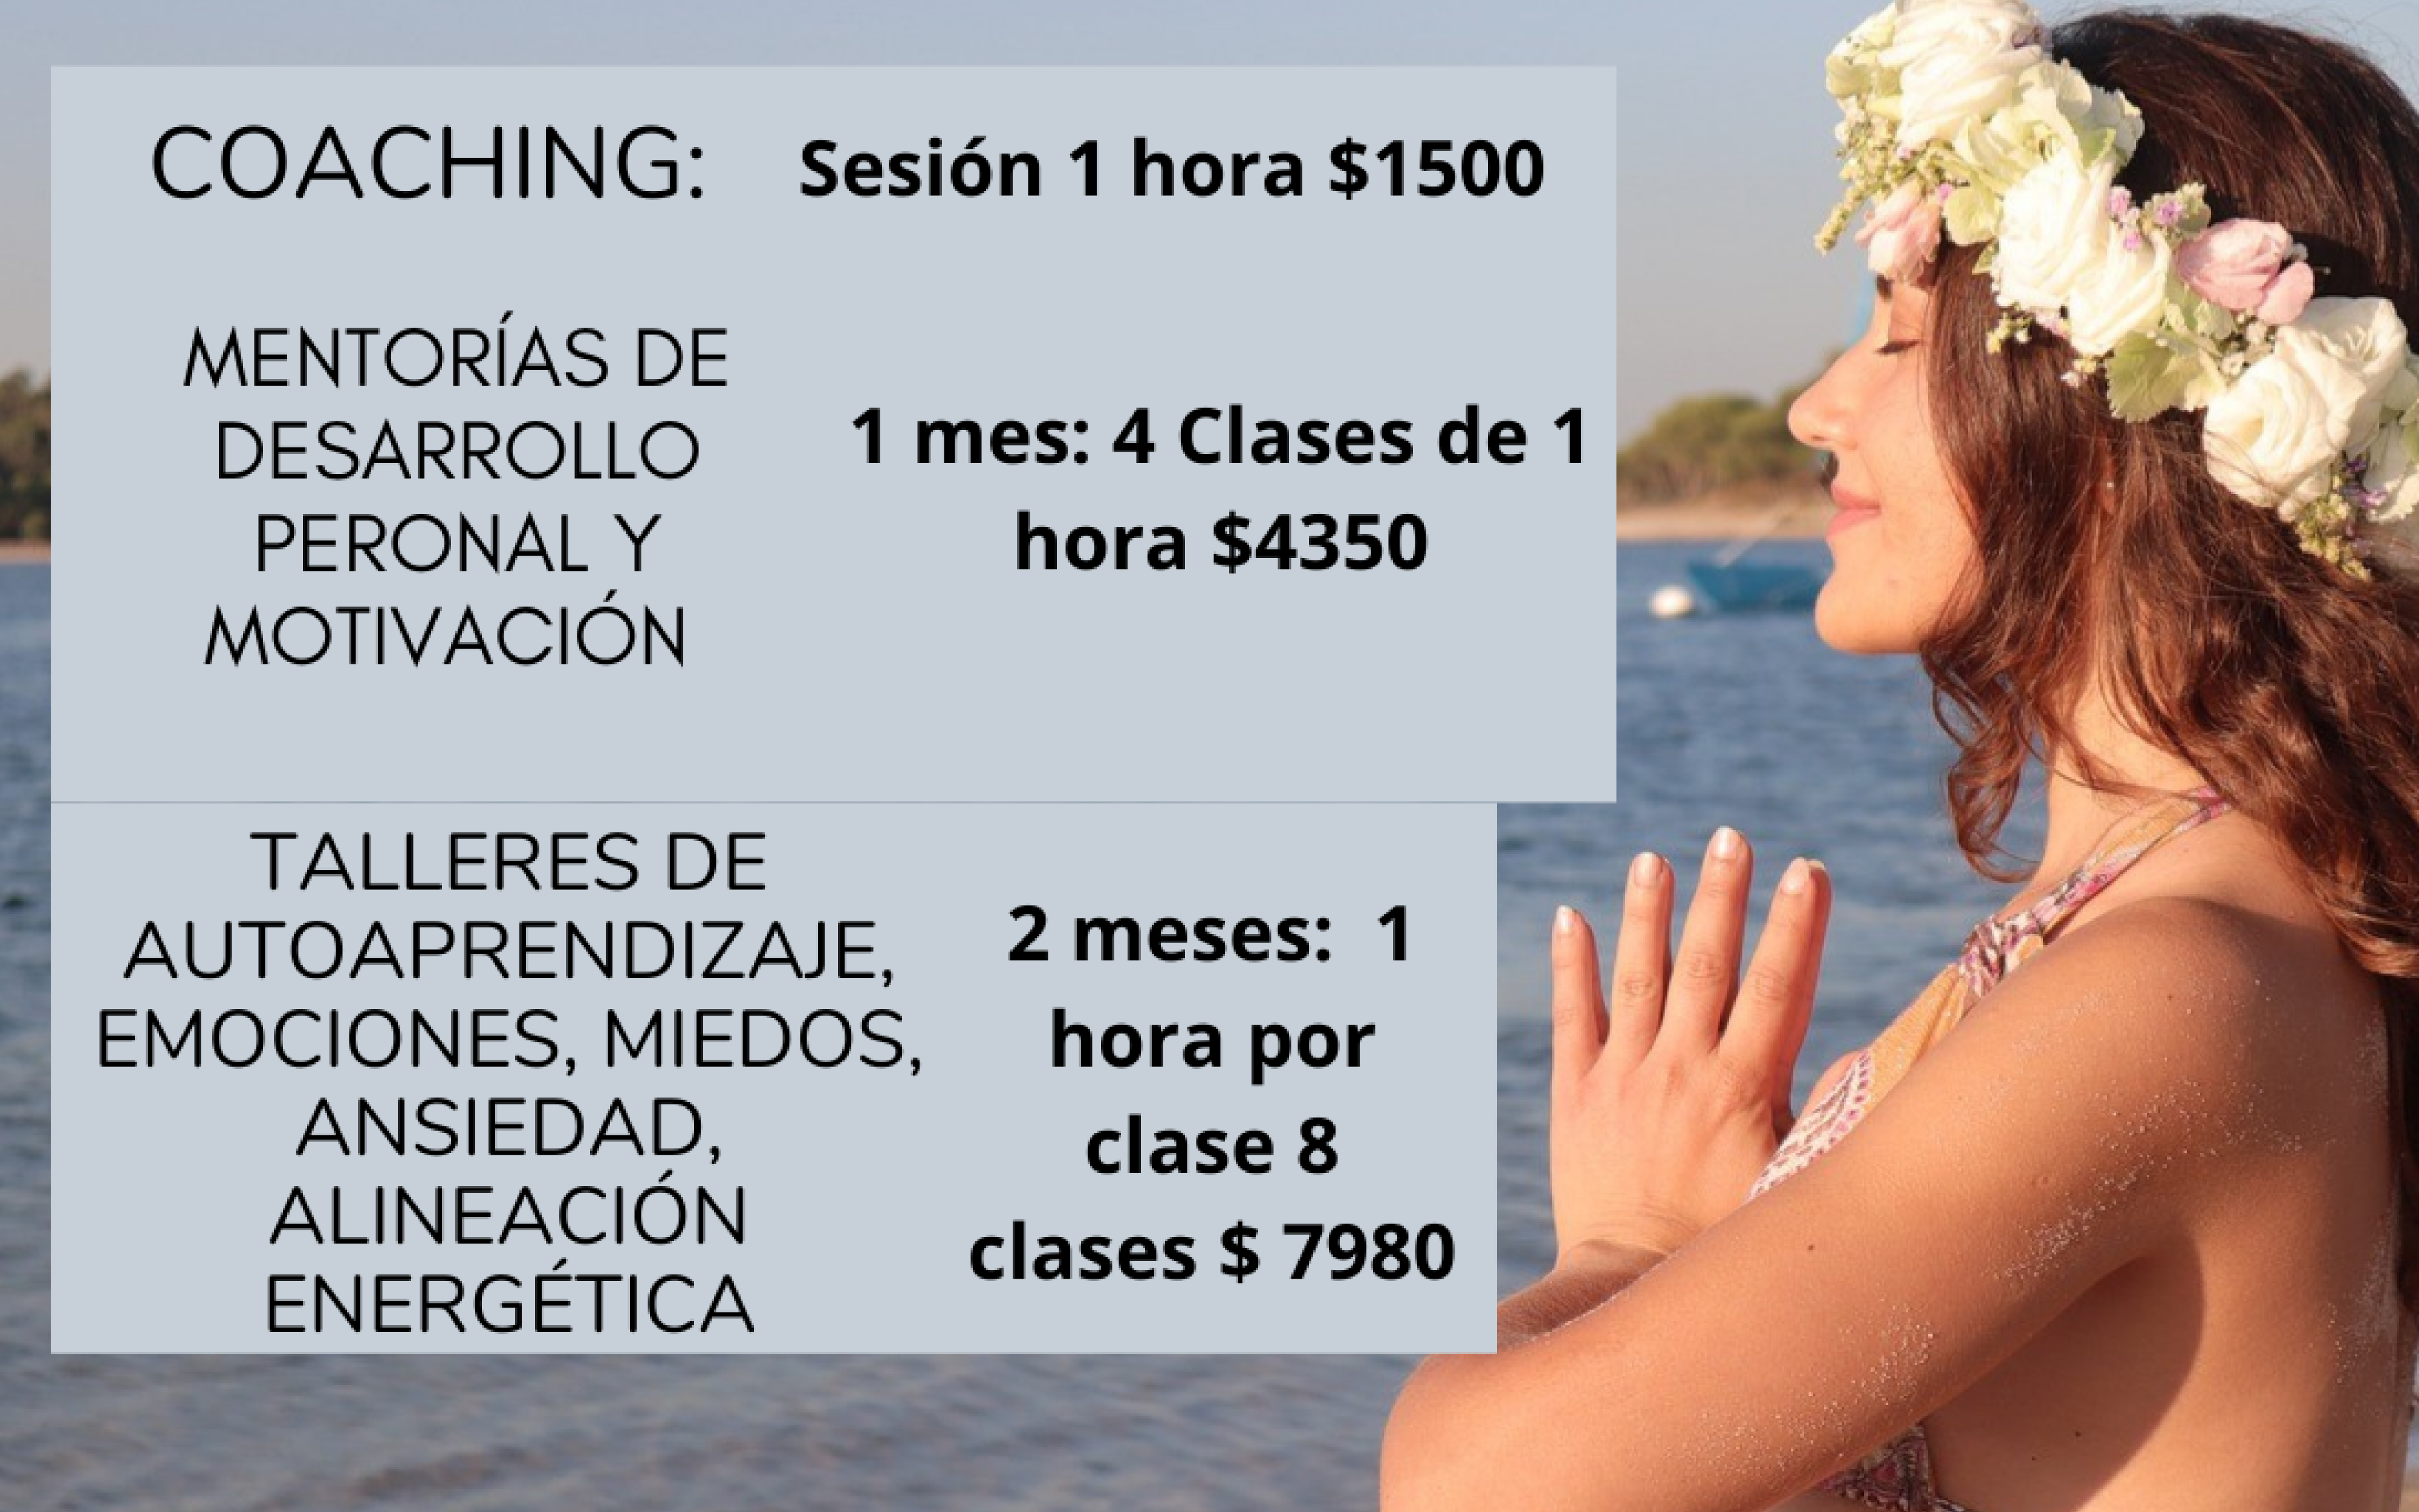 COACHING: Sesión 1 hora $1500
MENTORÍAS DE
DESARROLLO
PERONAL Y
MOTIVACIÓN
1 mes: 4 Clases de 1
hora $4350
TALLERES DE
AUTOAPRENDIZAJE,
EMOCIONES, MIEDOS,
ANSIEDAD,
ALINEACIÓN
ENERGÉTICA
2 meses:  1
hora por
clase 8
clases $ 7980